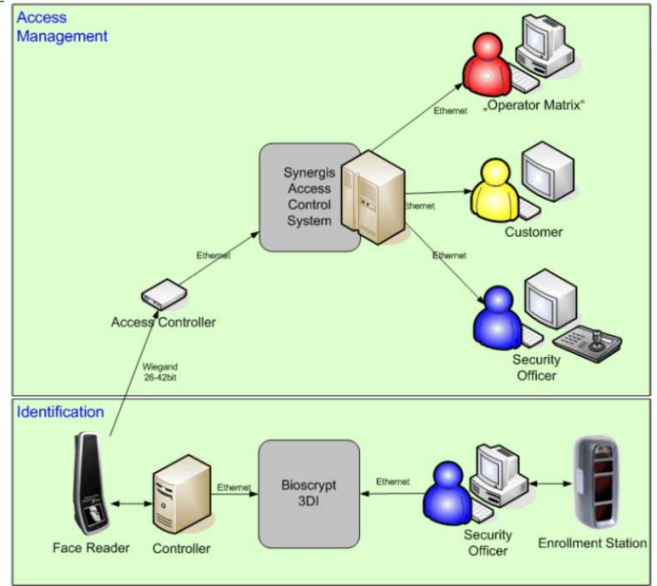 Access
Management
Ethernet
„Operator Matrix“
Synergis
Access
Control
System
Ethernet
Customer
Ethernet
Ethernet
Access Controller
Security
Officer
Wiegand
26-42bit
Identification
Ethernet
Bioscrypt
3DI
Ethernet
Face Reader
Controller
Security
Officer
Enrollment Station